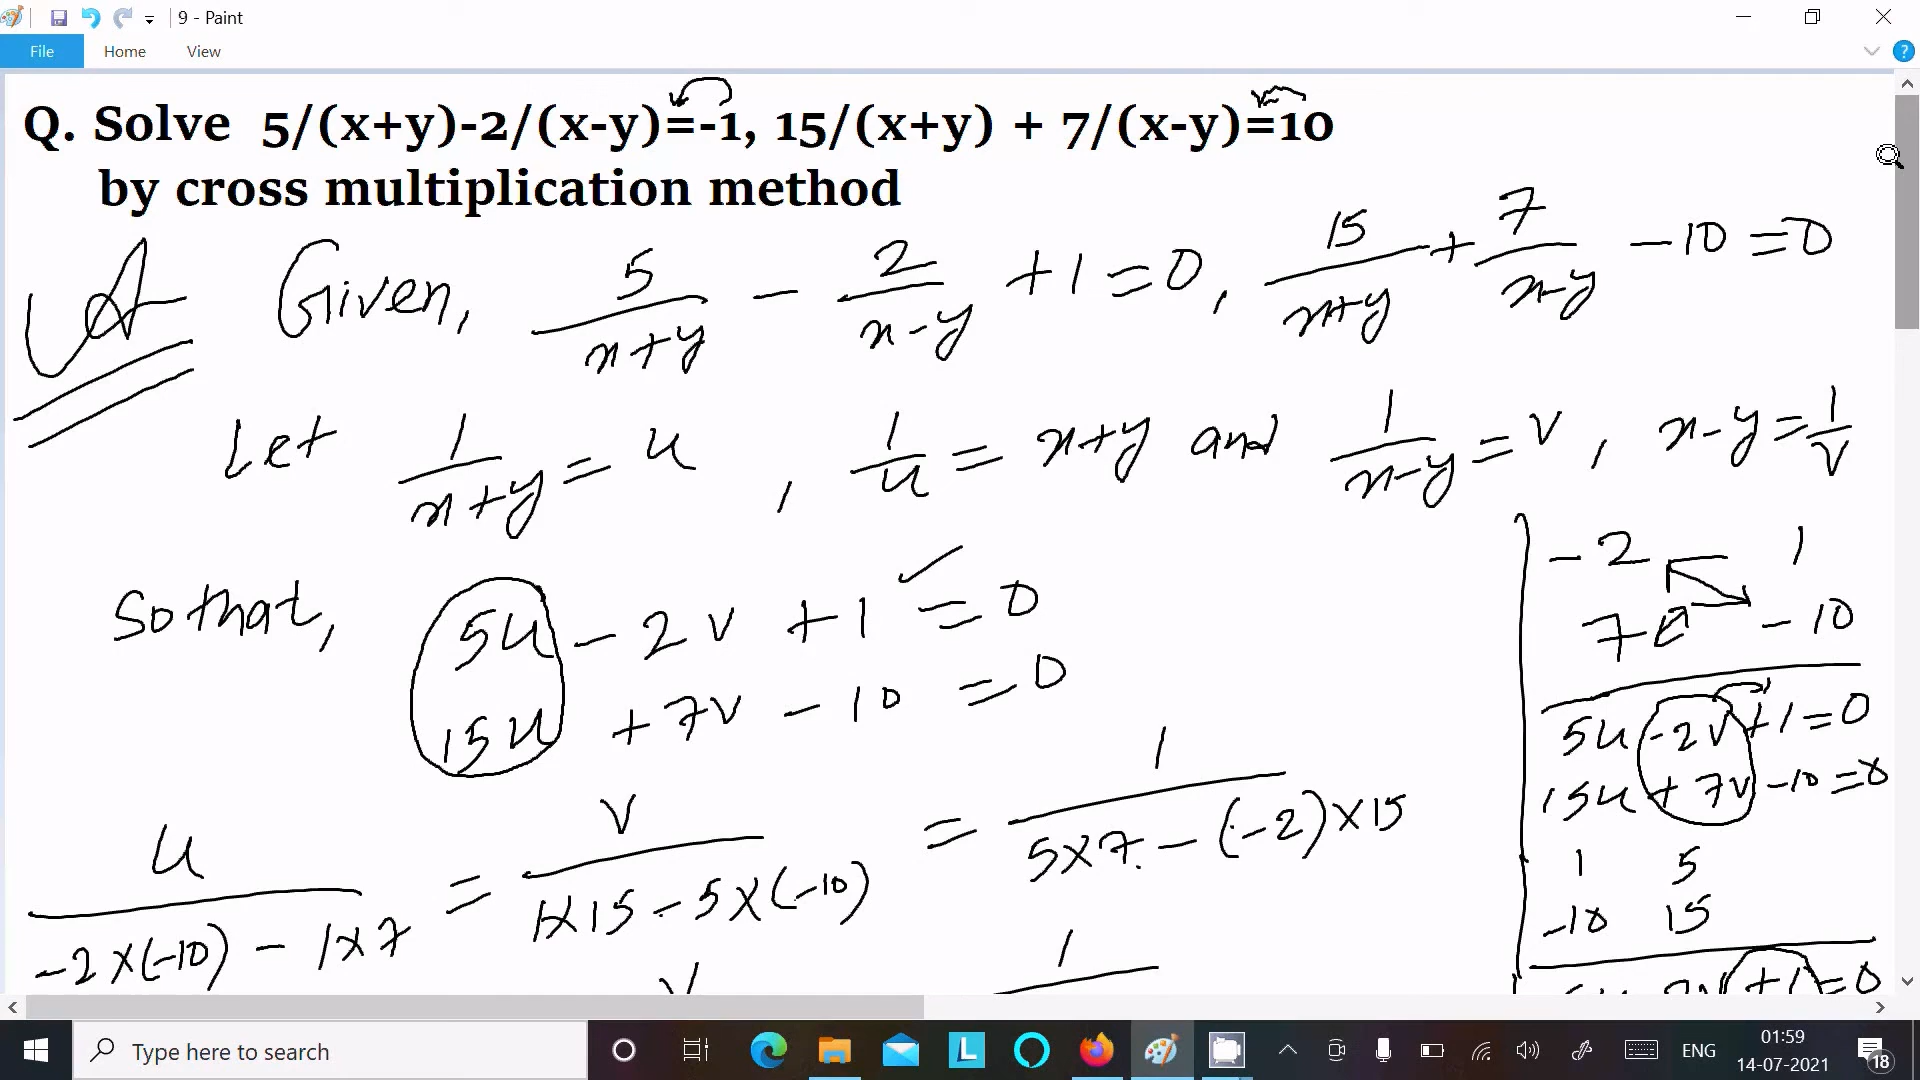 9 - Paint
File Home View
Q. Solve 5/(x+y)-2/(x-y)=-1, 15/(x+y) + 7/(x-y)=10
by cross multiplication method
A Given, 5/(x+y) - 2/(x-y) + 1 = 0, 15/(x+y) + 7/(x-y) - 10 = 0
Let 1/(x+y) = u, 1/u = x+y and 1/(x-y) = v, x-y = 1/v
So that, 5u - 2v + 1 = 0
15u + 7v - 10 = 0
u/(-2×(-10) - 1×7) = v/(1×15 - 5×(-10)) = 1/(5×7 - (-2)×15)
v 1
-2 1
7 -10
5u - 2v + 1 = 0
15u + 7v - 10 = 0
1 5
-10 15
+1 = 0
Type here to search
L
ENG
01:59
14-07-2021
18